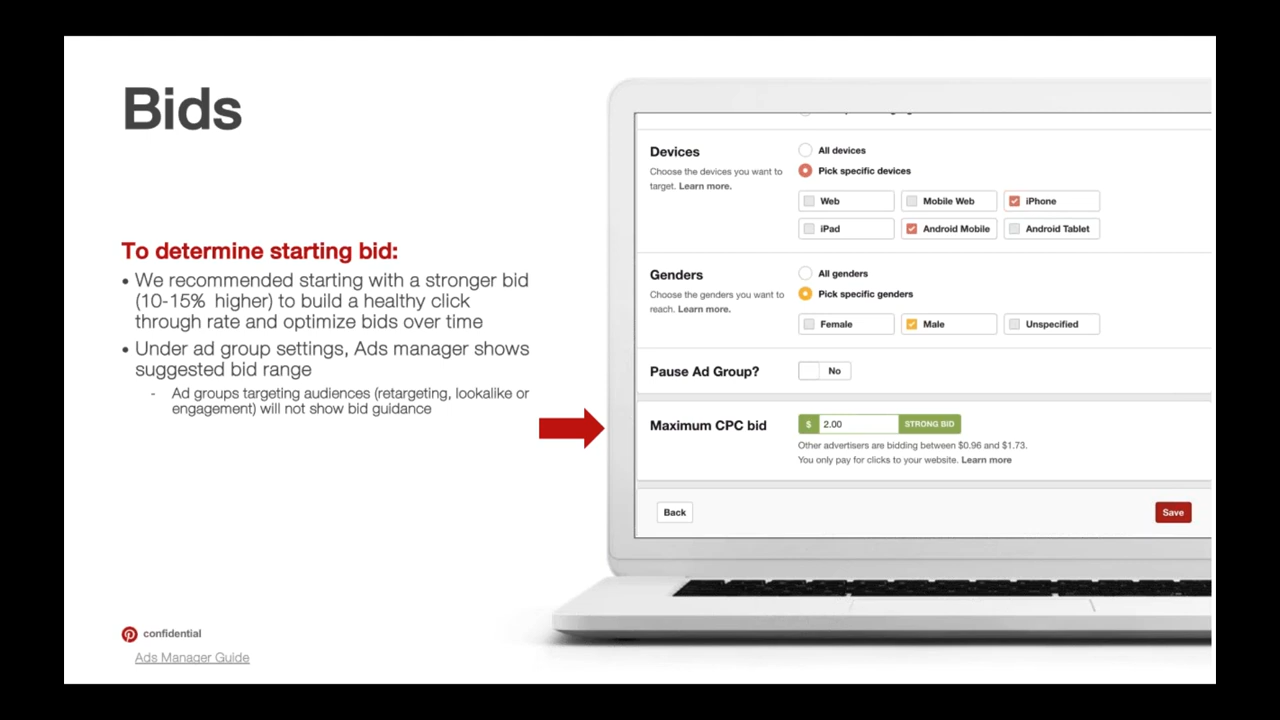 Bids
To determine starting bid:
• We recommended starting with a stronger bid
(10-15% higher) to build a healthy click
through rate and optimize bids over time
• Under ad group settings, Ads manager shows
suggested bid range
- Ad groups targeting audiences (retargeting, lookalike or
engagement) will not show bid guidance
confidential
Ads Manager Guide
Devices
Choose the devices you want to
target. Learn more.
All devices
Pick specific devices
Web
Mobile Web
iPhone
iPad
Android Mobile
Android Tablet
Genders
Choose the genders you want to
reach. Learn more.
All genders
Pick specific genders
Female
Male
Unspecified
Pause Ad Group?
No
Maximum CPC bid
$ 2.00 STRONG BID
Other advertisers are bidding between $0.96 and $1.73.
You only pay for clicks to your website. Learn more
Back
Save